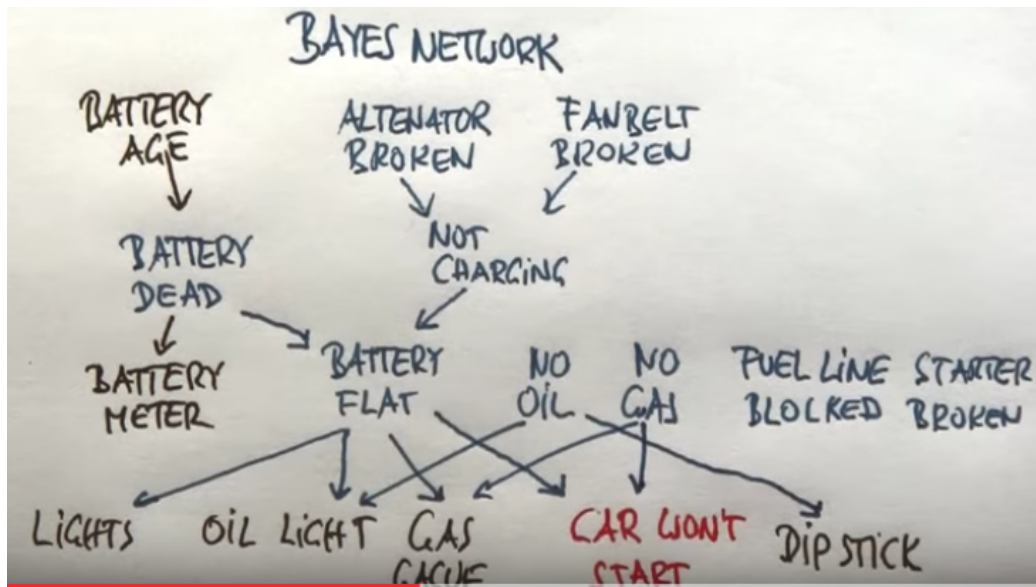 BAYES NETWORK
BATTERY
AGE
ALTENATOR
BROKEN
FANBELT
BROKEN
NOT
CHARGING
BATTERY
DEAD
BATTERY
METER
BATTERY
FLAT
NO
OIL
NO
GAS
FUEL LINE
BLOCKED
STARTER
BROKEN
LIGHTS
OIL LIGHT
GAS
CAR WON'T
START
DIP STICK